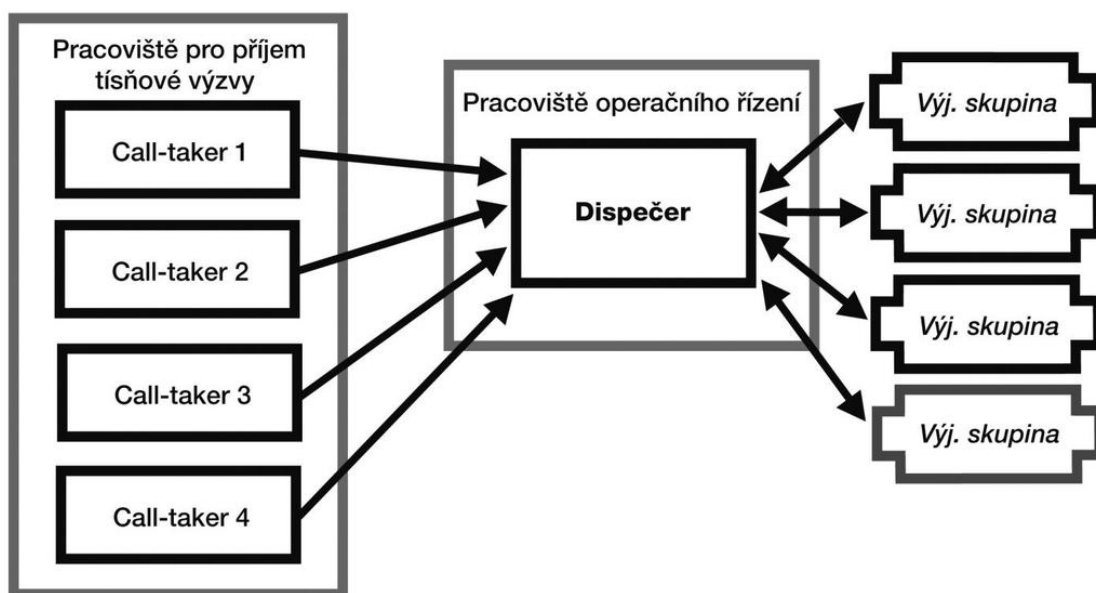 Pracoviště pro příjem
tísňové výzvy
Call-taker 1
Call-taker 2
Call-taker 3
Call-taker 4
Pracoviště operačního řízení
Dispečer
Výj. skupina
Výj. skupina
Výj. skupina
Výj. skupina